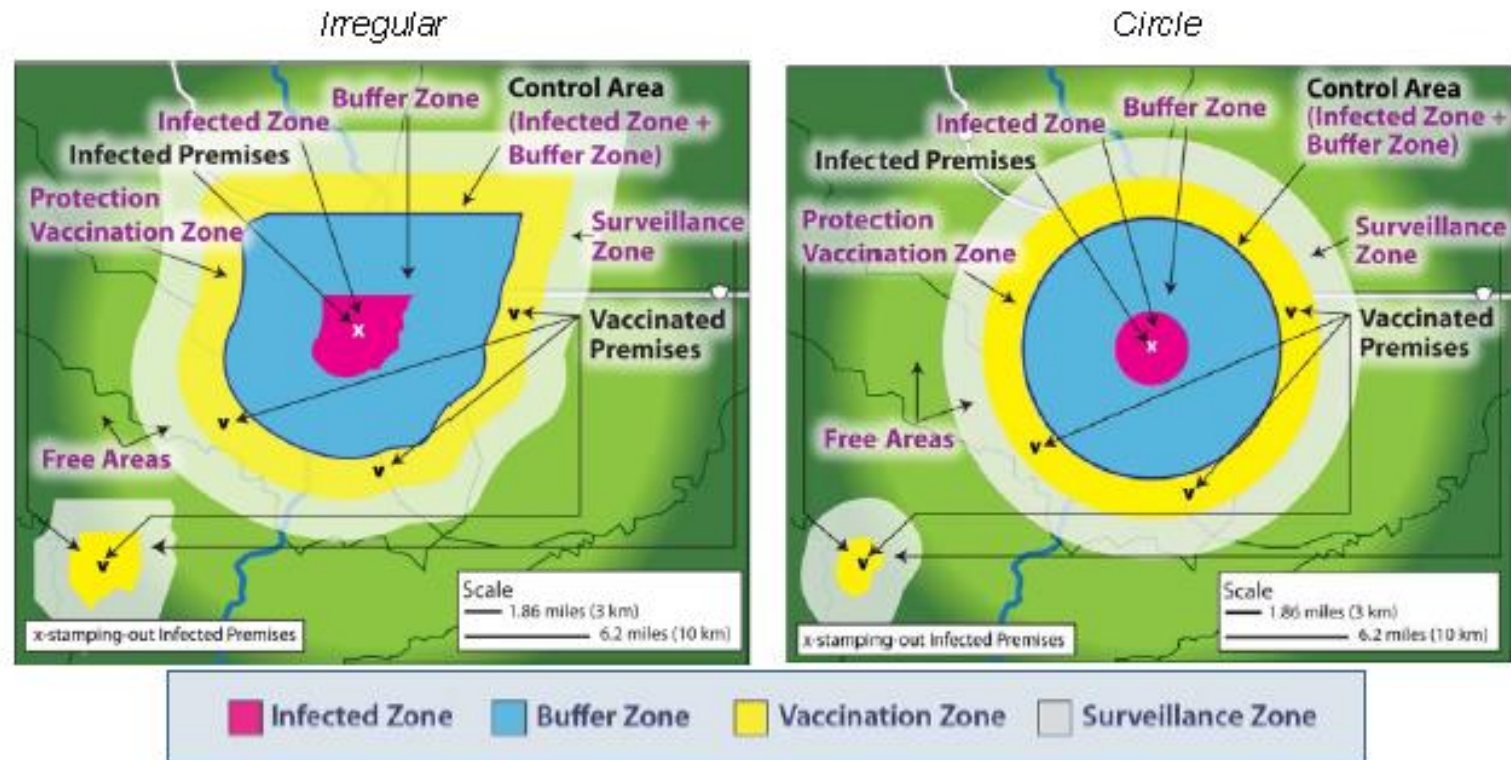 Irregular
Buffer Zone
Control Area
(Infected Zone +
Buffer Zone)
Infected Zone
Infected Premises
Protection
Vaccination Zone
Surveillance
Zone
x
v
v
v
Vaccinated
Premises
Free Areas
v
Scale
1.86 miles (3 km)
6.2 miles (10 km)
x-stamping-out Infected Premises
Circle
Buffer Zone
Control Area
(Infected Zone +
Buffer Zone)
Infected Zone
Infected Premises
Protection
Vaccination Zone
Surveillance
Zone
x
v
v
v
Vaccinated
Premises
Free Areas
v
Scale
1.86 miles (3 km)
6.2 miles (10 km)
x-stamping-out Infected Premises
Infected Zone
Buffer Zone
Vaccination Zone
Surveillance Zone